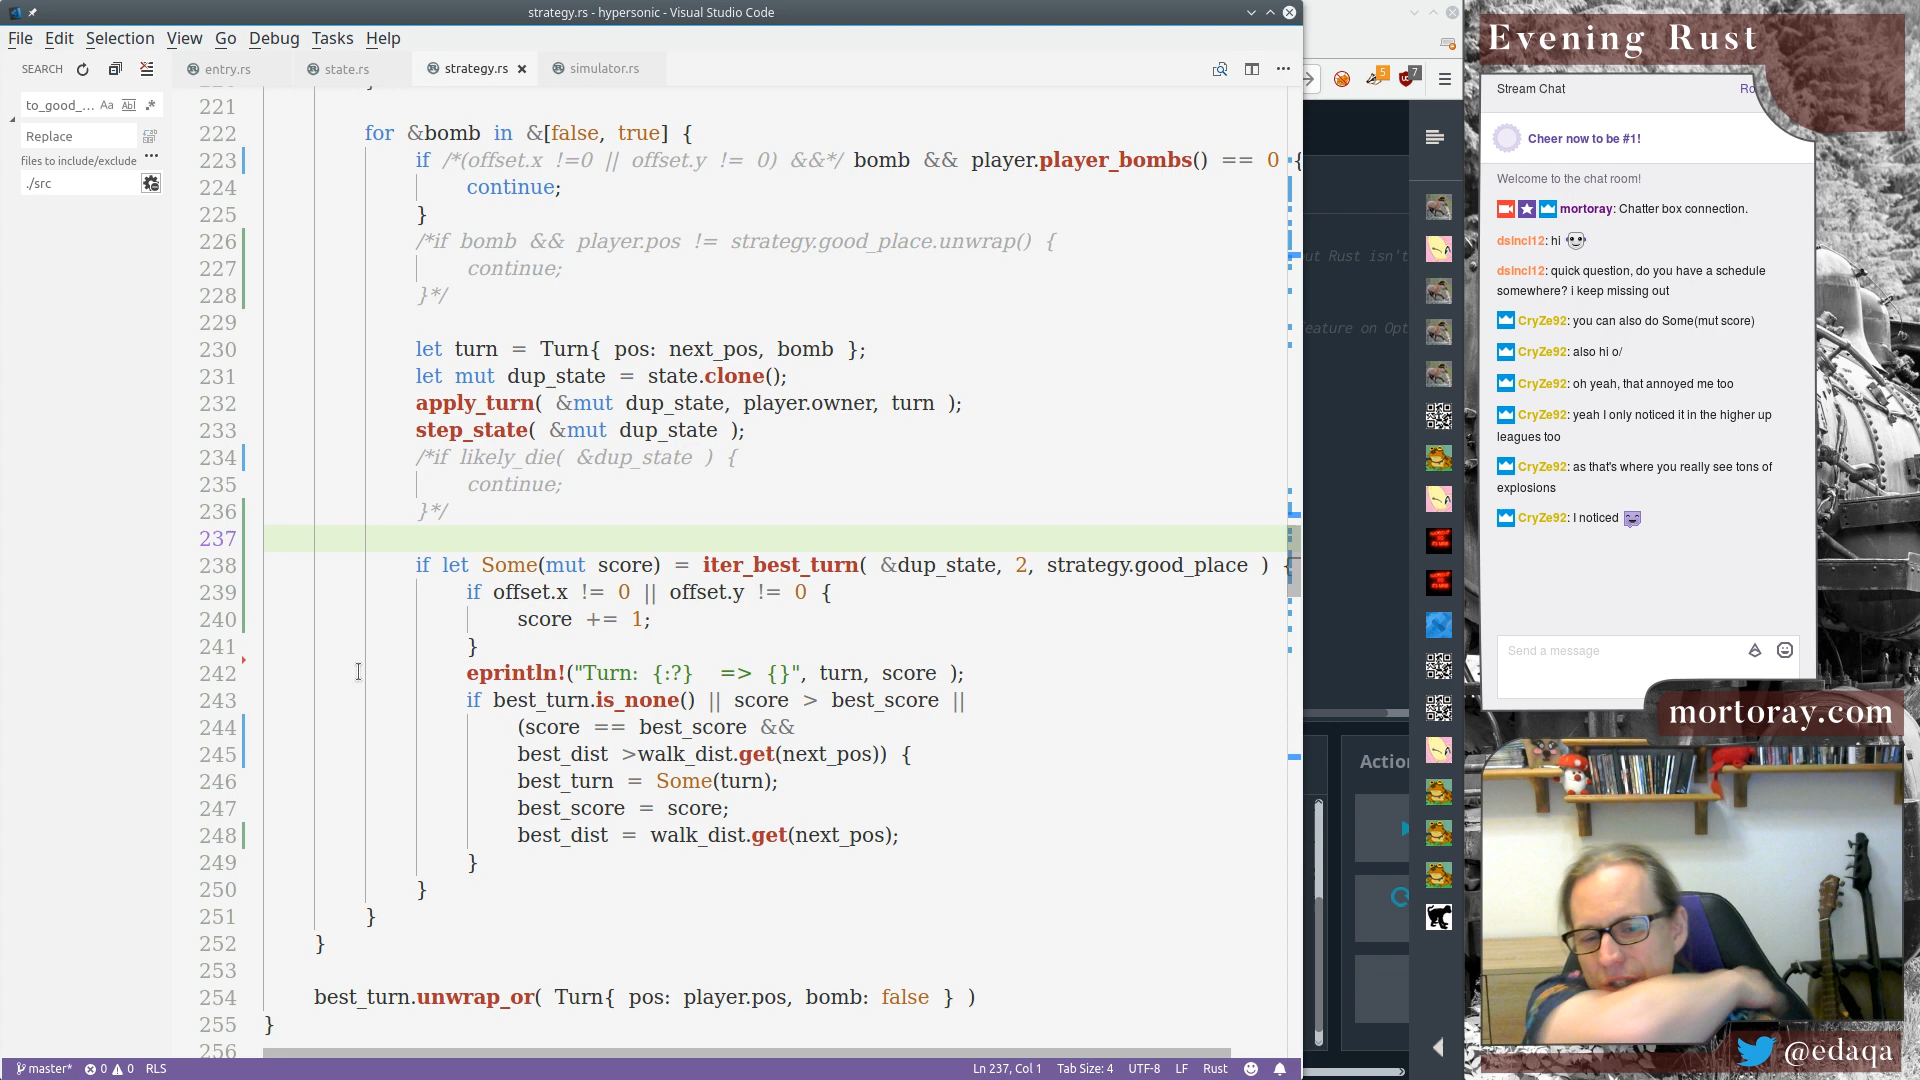 strategy.rs - hypersonic - Visual Studio Code
File Edit Selection View Go Debug Tasks Help
SEARCH
entry.rs
state.rs
strategy.rs
simulator.rs
to_good_... Aa Abl .*
Replace
files to include/exclude ...
./src
221
222 for &bomb in &[false, true] {
223 if /*(offset.x !=0 || offset.y != 0) &&*/ bomb && player.player_bombs() == 0 {
224 continue;
225 }
226 /*if bomb && player.pos != strategy.good_place.unwrap() {
227 continue;
228 }*/
229
230 let turn = Turn{ pos: next_pos, bomb };
231 let mut dup_state = state.clone();
232 apply_turn( &mut dup_state, player.owner, turn );
233 step_state( &mut dup_state );
234 /*if likely_die( &dup_state ) {
235 continue;
236 }*/
237
238 if let Some(mut score) = iter_best_turn( &dup_state, 2, strategy.good_place ) {
239 if offset.x != 0 || offset.y != 0 {
240 score += 1;
241 }
242 eprintln!("Turn: {:?} => {}", turn, score );
243 if best_turn.is_none() || score > best_score ||
244 (score == best_score &&
245 best_dist >walk_dist.get(next_pos)) {
246 best_turn = Some(turn);
247 best_score = score;
248 best_dist = walk_dist.get(next_pos);
249 }
250 }
251 }
252 }
253
254 best_turn.unwrap_or( Turn{ pos: player.pos, bomb: false } )
255 }
256
master* 0 0 RLS
Ln 237, Col 1 Tab Size: 4 UTF-8 LF Rust
5
7
ut Rust isn't
eature on Opt
Action
Evening Rust
Stream Chat
Ro
Cheer now to be #1!
Welcome to the chat room!
mortoray: Chatter box connection.
dsincl12: hi
dsincl12: quick question, do you have a schedule
somewhere? i keep missing out
CryZe92: you can also do Some(mut score)
CryZe92: also hi o/
CryZe92: oh yeah, that annoyed me too
CryZe92: yeah I only noticed it in the higher up
leagues too
CryZe92: as that's where you really see tons of
explosions
CryZe92: I noticed
Send a message
mortoray.com
@edaqa